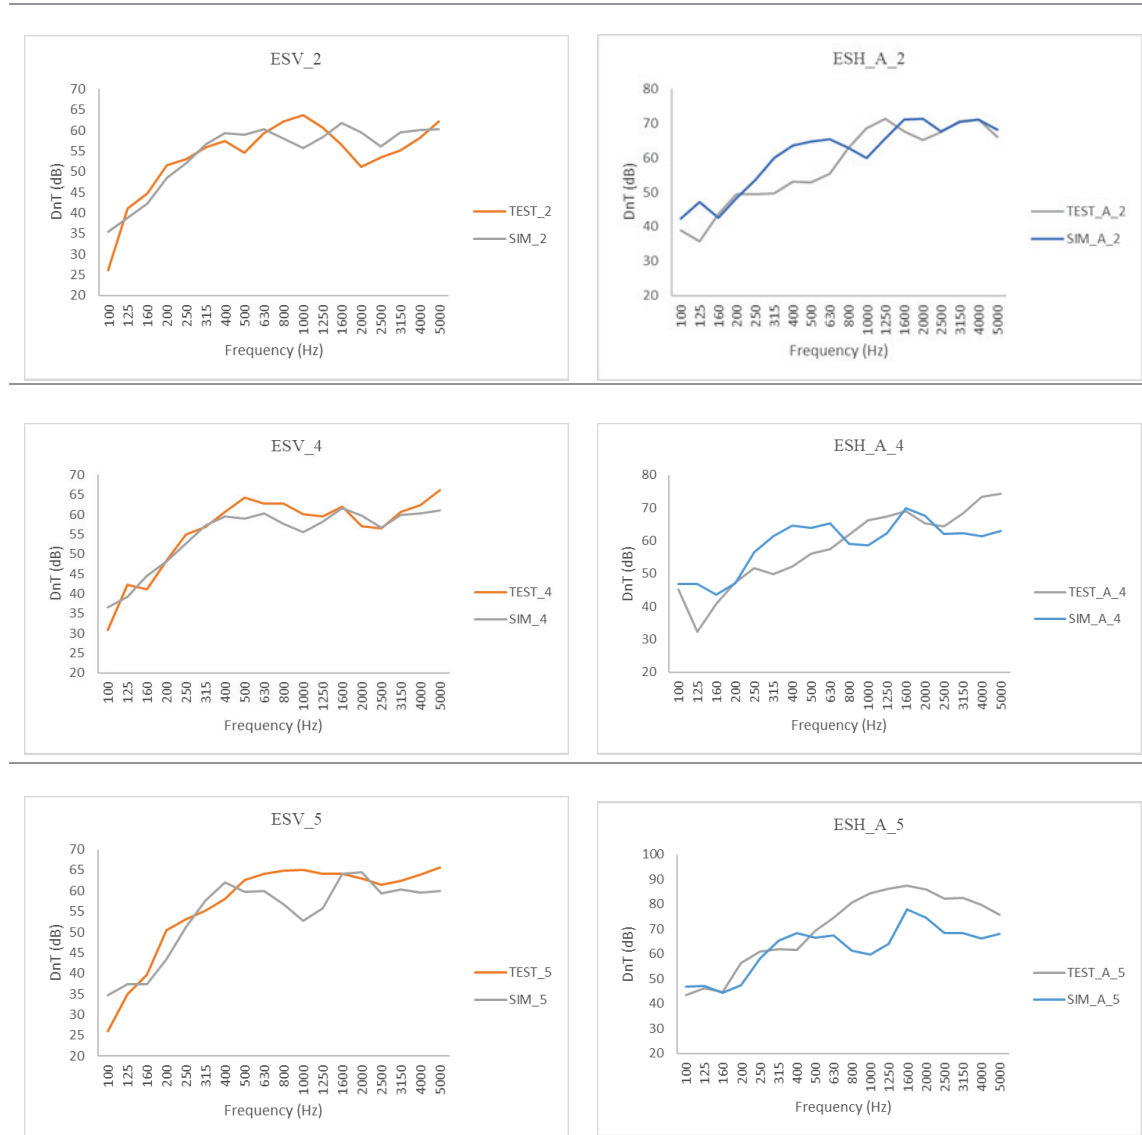 ESV_2
70
65
60
55
50
45
40
35
30
25
20
DnT (dB)
100 125 160 200 250 315 400 500 630 800 1000 1250 1600 2000 2500 3150 4000 5000
Frequency (Hz)
TEST_2
SIM_2
ESH_A_2
80
70
60
50
40
30
20
DnT (dB)
100 125 160 200 250 315 400 500 630 800 1000 1250 1600 2000 2500 3150 4000 5000
Frequency (Hz)
TEST_A_2
SIM_A_2
ESV_4
70
65
60
55
50
45
40
35
30
25
20
DnT (dB)
100 125 160 200 250 315 400 500 630 800 1000 1250 1600 2000 2500 3150 4000 5000
Frequency (Hz)
TEST_4
SIM_4
ESH_A_4
80
70
60
50
40
30
20
DnT (dB)
100 125 160 200 250 315 400 500 630 800 1000 1250 1600 2000 2500 3150 4000 5000
Frequency (Hz)
TEST_A_4
SIM_A_4
ESV_5
70
65
60
55
50
45
40
35
30
25
20
DnT (dB)
100 125 160 200 250 315 400 500 630 800 1000 1250 1600 2000 2500 3150 4000 5000
Frequency (Hz)
TEST_5
SIM_5
ESH_A_5
100
90
80
70
60
50
40
30
20
DnT (dB)
100 125 160 200 250 315 400 500 630 800 1000 1250 1600 2000 2500 3150 4000 5000
Frequency (Hz)
TEST_A_5
SIM_A_5